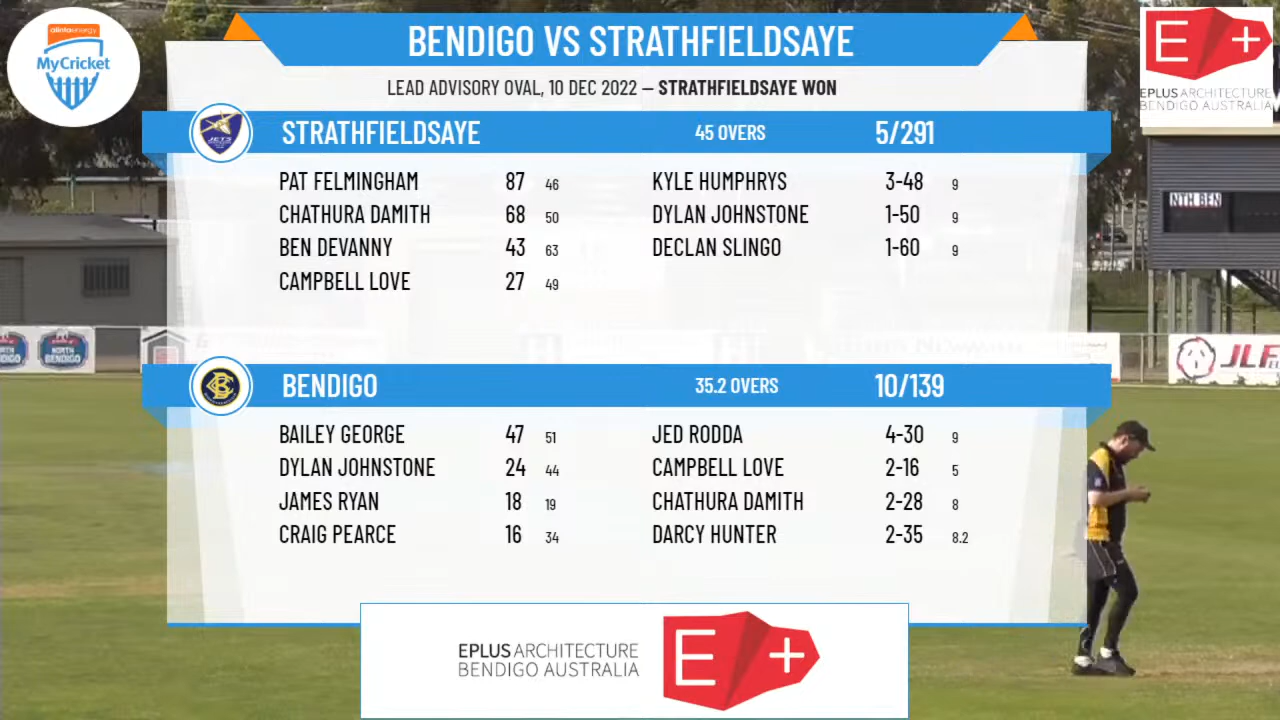 alintaenergy
MyCricket
BENDIGO VS STRATHFIELDSAYE
LEAD ADVISORY OVAL, 10 DEC 2022 – STRATHFIELDSAYE WON
E +
EPLUS ARCHITECTURE
BENDIGO AUSTRALIA
STRATHFIELDSAYE 45 OVERS 5/291
JETS
PAT FELMINGHAM 87 46 KYLE HUMPHRYS 3-48 9
CHATHURA DAMITH 68 50 DYLAN JOHNSTONE 1-50 9
BEN DEVANNY 43 63 DECLAN SLINGO 1-60 9
CAMPBELL LOVE 27 49
NTH BEN
NORTH
BENDIGO
JLF
BENDIGO 35.2 OVERS 10/139
BAILEY GEORGE 47 51 JED RODDA 4-30 9
DYLAN JOHNSTONE 24 44 CAMPBELL LOVE 2-16 5
JAMES RYAN 18 19 CHATHURA DAMITH 2-28 8
CRAIG PEARCE 16 34 DARCY HUNTER 2-35 8.2
EPLUS ARCHITECTURE
BENDIGO AUSTRALIA
E +